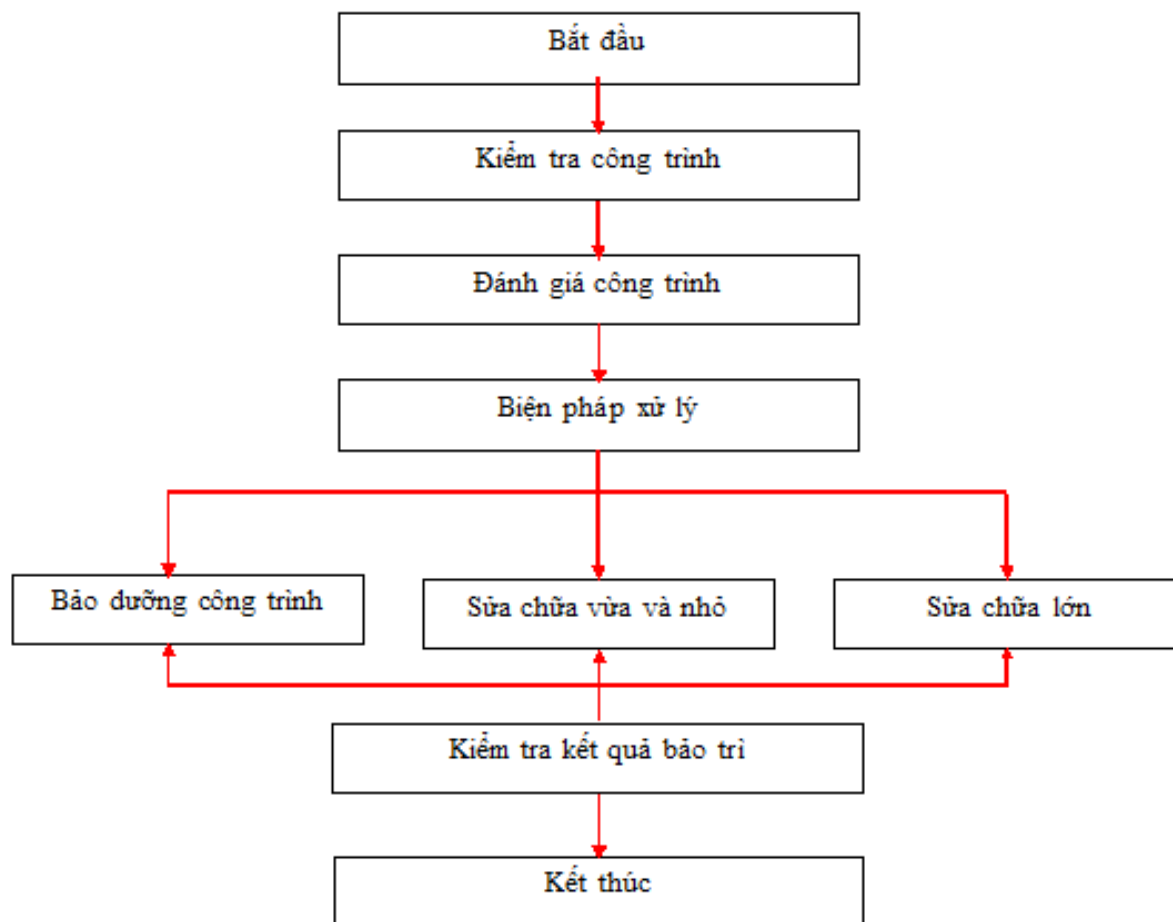 Bắt đầu
Kiểm tra công trình
Đánh giá công trình
Biện pháp xử lý
Bảo dưỡng công trình
Sửa chữa vừa và nhỏ
Sửa chữa lớn
Kiểm tra kết quả bảo trì
Kết thúc